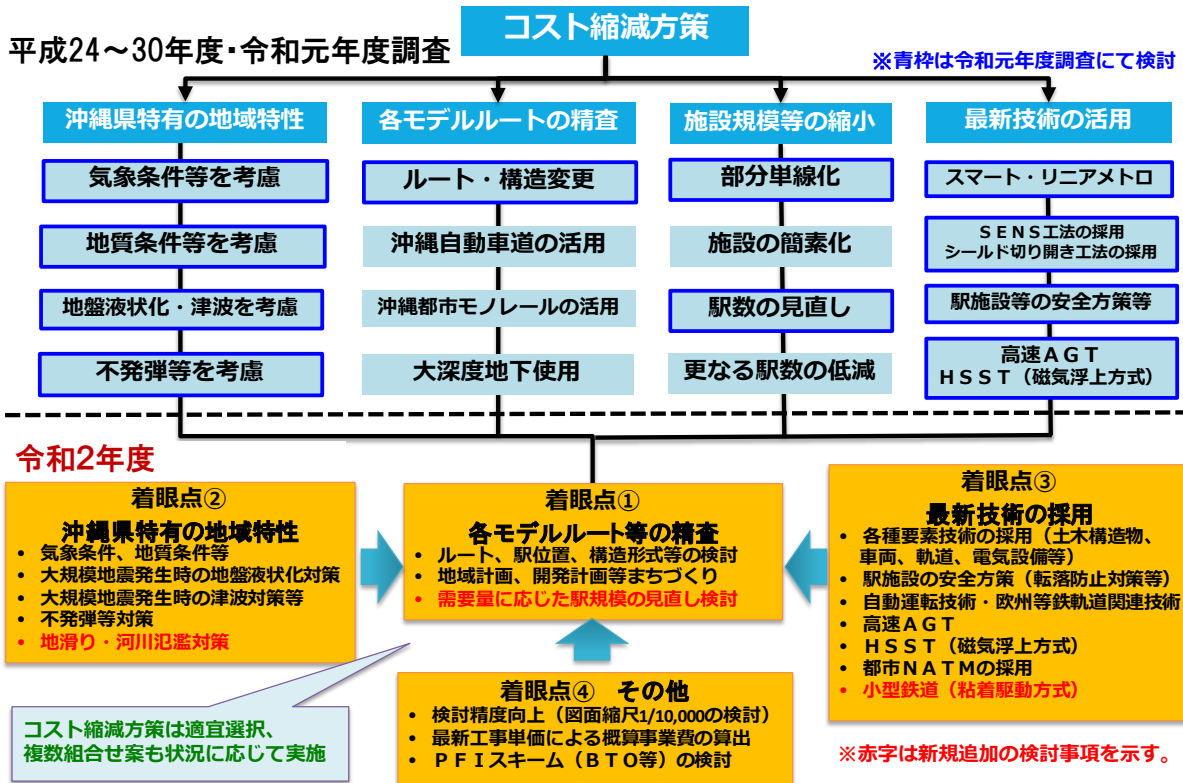 コスト縮減方策
平成24～30年度・令和元年度調査
※青枠は令和元年度調査にて検討
沖縄県特有の地域特性
気象条件等を考慮
地質条件等を考慮
地盤液状化・津波を考慮
不発弾等を考慮
各モデルルートの精査
ルート・構造変更
沖縄自動車道の活用
沖縄都市モノレールの活用
大深度地下使用
施設規模等の縮小
部分単線化
施設の簡素化
駅数の見直し
更なる駅数の低減
最新技術の活用
スマート・リニアメトロ
ＳＥＮＳ工法の採用
シールド切り開き工法の採用
駅施設等の安全方策等
高速ＡＧＴ
ＨＳＳＴ（磁気浮上方式）
令和2年度
着眼点②
沖縄県特有の地域特性
• 気象条件、地質条件等
• 大規模地震発生時の地盤液状化対策
• 大規模地震発生時の津波対策等
• 不発弾等対策
• 地滑り・河川氾濫対策
着眼点①
各モデルルート等の精査
• ルート、駅位置、構造形式等の検討
• 地域計画、開発計画等まちづくり
• 需要量に応じた駅規模の見直し検討
着眼点③
最新技術の採用
• 各種要素技術の採用（土木構造物、
車両、軌道、電気設備等）
• 駅施設の安全方策（転落防止対策等）
• 自動運転技術・欧州等鉄軌道関連技術
• 高速ＡＧＴ
• ＨＳＳＴ（磁気浮上方式）
• 都市ＮＡＴＭの採用
• 小型鉄道（粘着駆動方式）
着眼点④ その他
• 検討精度向上（図面縮尺1/10,000の検討）
• 最新工事単価による概算事業費の算出
• ＰＦＩスキーム（ＢＴＯ等）の検討
コスト縮減方策は適宜選択、
複数組合せ案も状況に応じて実施
※赤字は新規追加の検討事項を示す。